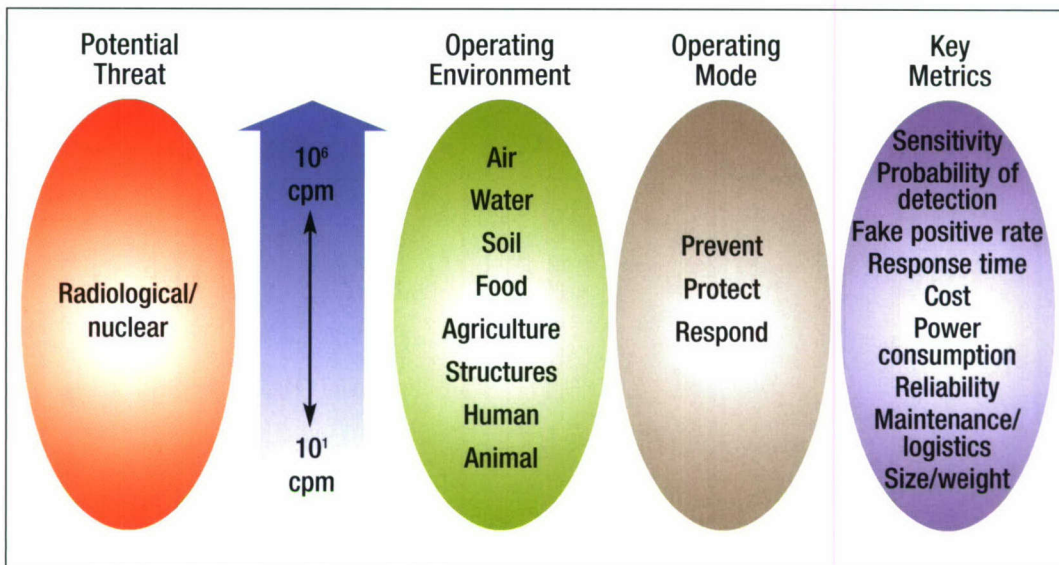 Potential
Threat
Radiological/
nuclear
10⁶
cpm
10¹
cpm
Operating
Environment
Air
Water
Soil
Food
Agriculture
Structures
Human
Animal
Operating
Mode
Prevent
Protect
Respond
Key
Metrics
Sensitivity
Probability of
detection
Fake positive rate
Response time
Cost
Power
consumption
Reliability
Maintenance/
logistics
Size/weight